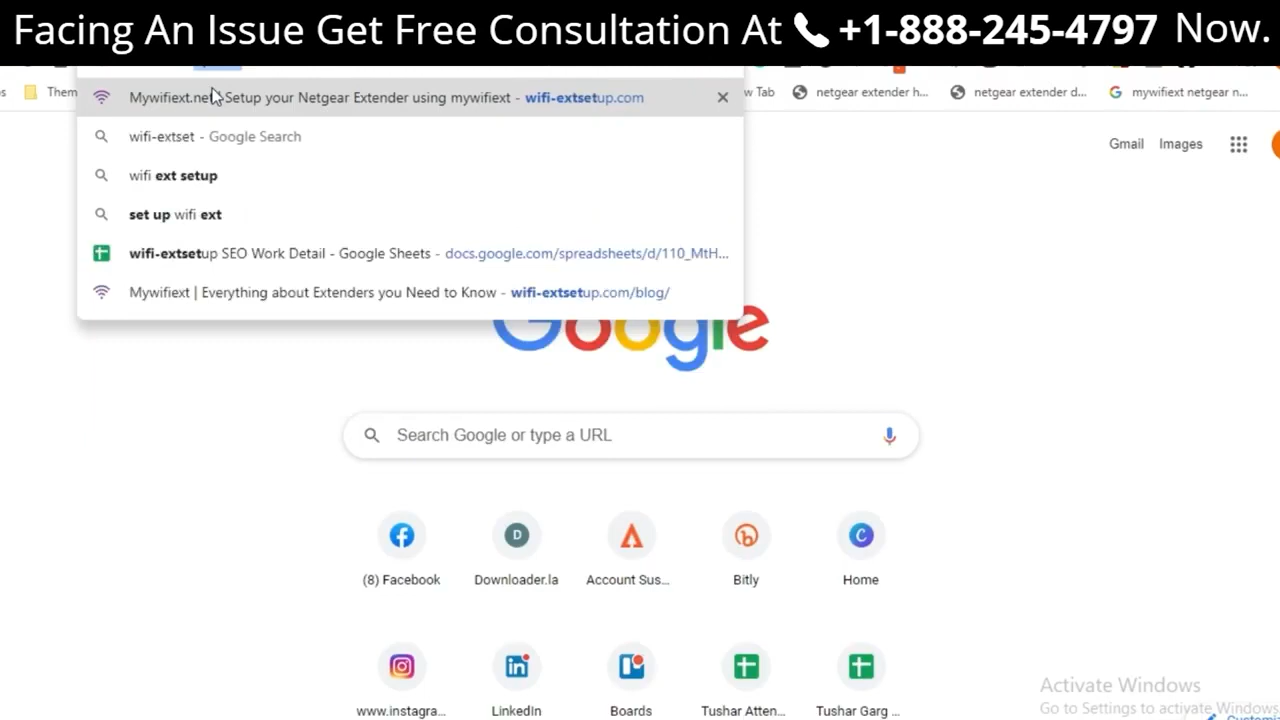 Facing An Issue Get Free Consultation At +1-888-245-4797 Now.
Them
Mywifiext.net Setup your Netgear Extender using mywifiext - wifi-extsetup.com
w Tab
netgear extender h...
netgear extender d...
mywifiext netgear n...
wifi-extset - Google Search
Gmail
Images
wifi ext setup
set up wifi ext
wifi-extsetup SEO Work Detail - Google Sheets - docs.google.com/spreadsheets/d/110_MtH...
Mywifiext | Everything about Extenders you Need to Know - wifi-extsetup.com/blog/
Google
Search Google or type a URL
(8) Facebook
Downloader.la
Account Sus...
Bitly
Home
www.instagra...
LinkedIn
Boards
Tushar Atten...
Tushar Garg ...
Activate Windows
Go to Settings to activate Windows